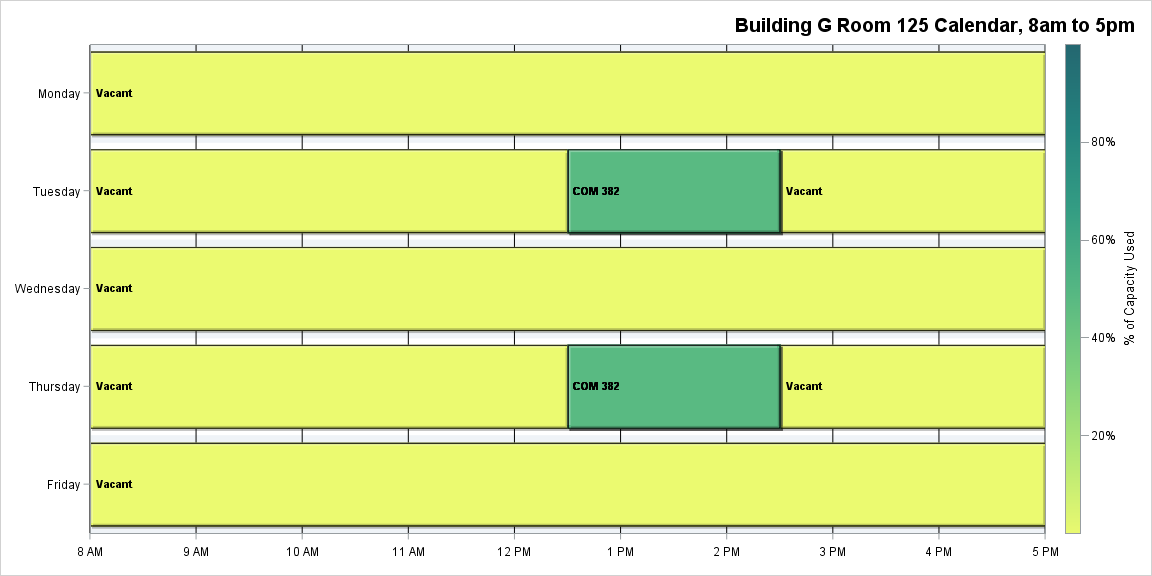 Building G Room 125 Calendar, 8am to 5pm
Monday
Vacant
Tuesday
Vacant
COM 382
Vacant
Wednesday
Vacant
Thursday
Vacant
COM 382
Vacant
Friday
Vacant
8 AM
9 AM
10 AM
11 AM
12 PM
1 PM
2 PM
3 PM
4 PM
5 PM
80%
60%
40%
20%
% of Capacity Used